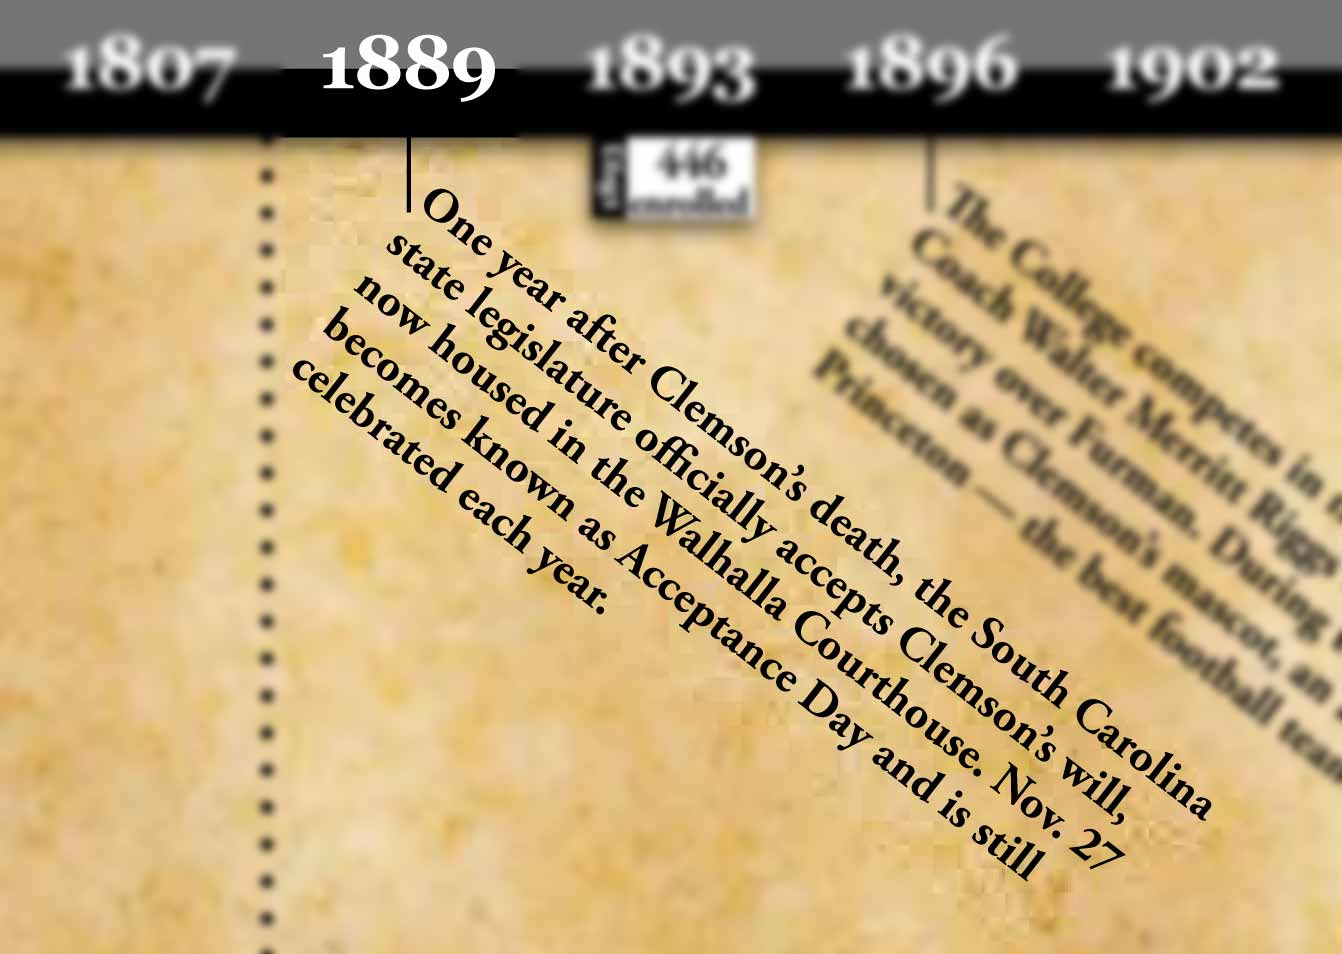 1807 1889 1893 1896 1902
1893
446
enrolled
One year after Clemson’s death, the South Carolina
state legislature officially accepts Clemson’s will,
now housed in the Walhalla Courthouse. Nov. 27
becomes known as Acceptance Day and is still
celebrated each year.
The College competes in
Coach Walter Merritt Riggs
victory over Furman. During
chosen as Clemson’s mascot, an
Princeton — the best football team